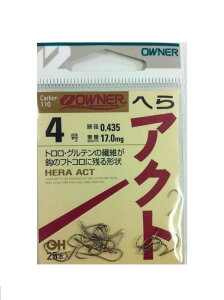 OWNER
Carbon
110
OWNER
へら
アクト
4号
線径 0.435
重量 17.0mg
トロロ・グルテンの繊維が
鈎のフトコロに残る形状
HERA ACT
OH